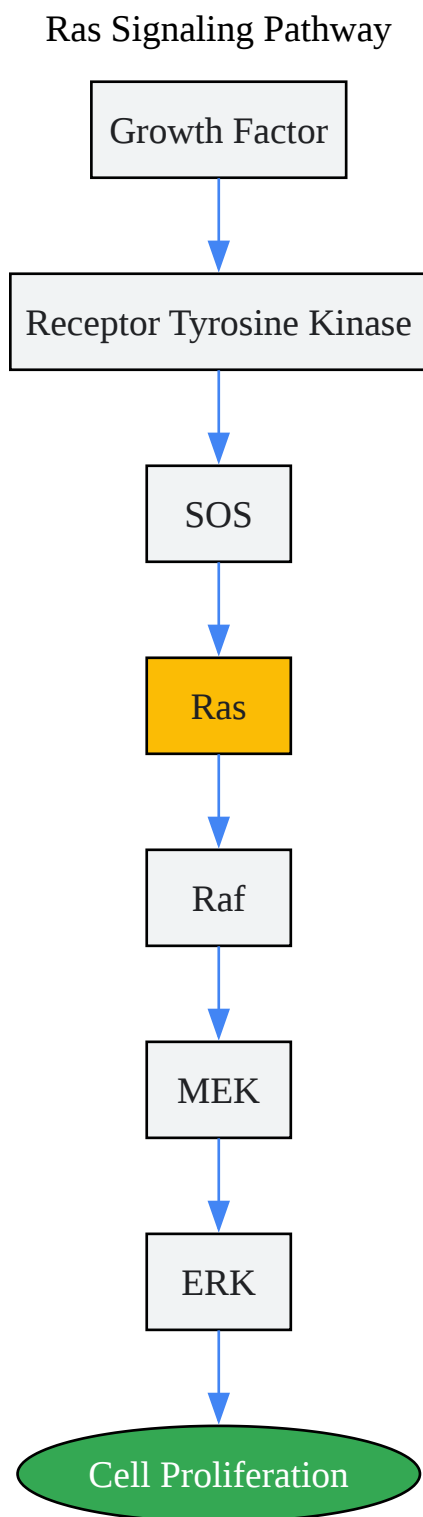 Ras Signaling Pathway
Growth Factor
Receptor Tyrosine Kinase
SOS
Ras
Raf
MEK
ERK
Cell Proliferation